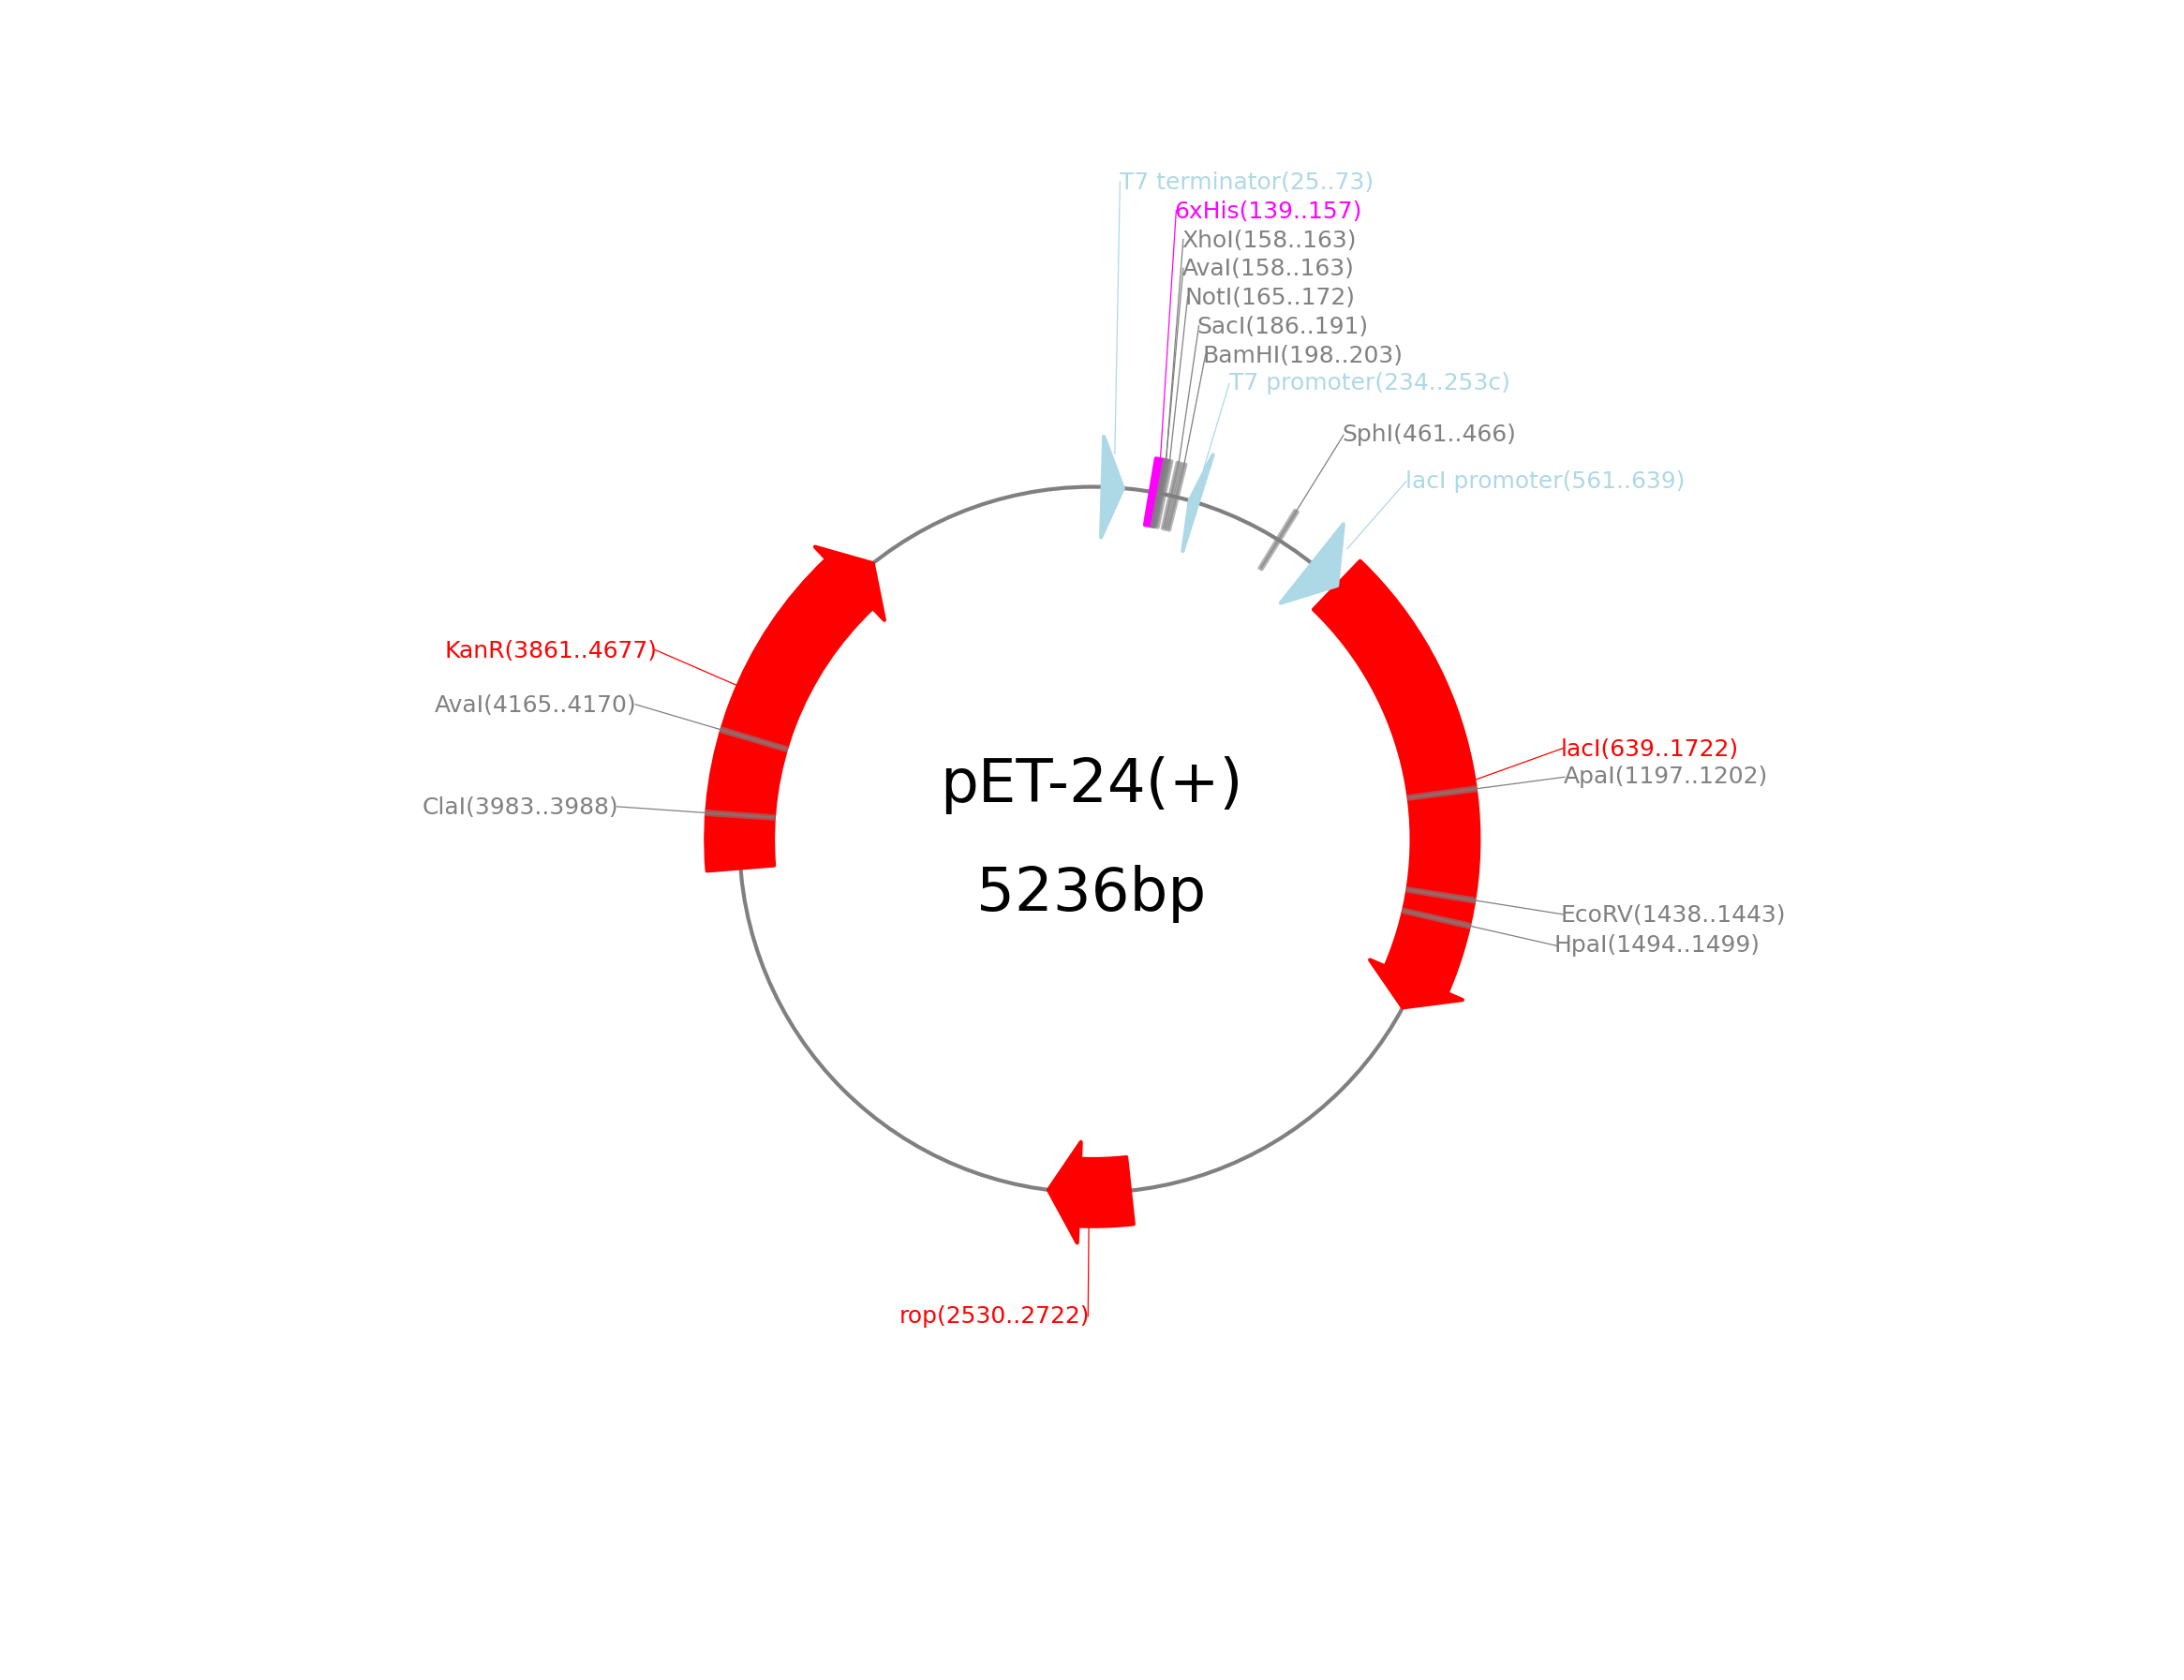 T7 terminator(25..73)
6xHis(139..157)
XhoI(158..163)
AvaI(158..163)
NotI(165..172)
SacI(186..191)
BamHI(198..203)
T7 promoter(234..253c)
SphI(461..466)
lacI promoter(561..639)
KanR(3861..4677)
AvaI(4165..4170)
lacI(639..1722)
ApaI(1197..1202)
pET-24(+)
ClaI(3983..3988)
5236bp
EcoRV(1438..1443)
HpaI(1494..1499)
rop(2530..2722)